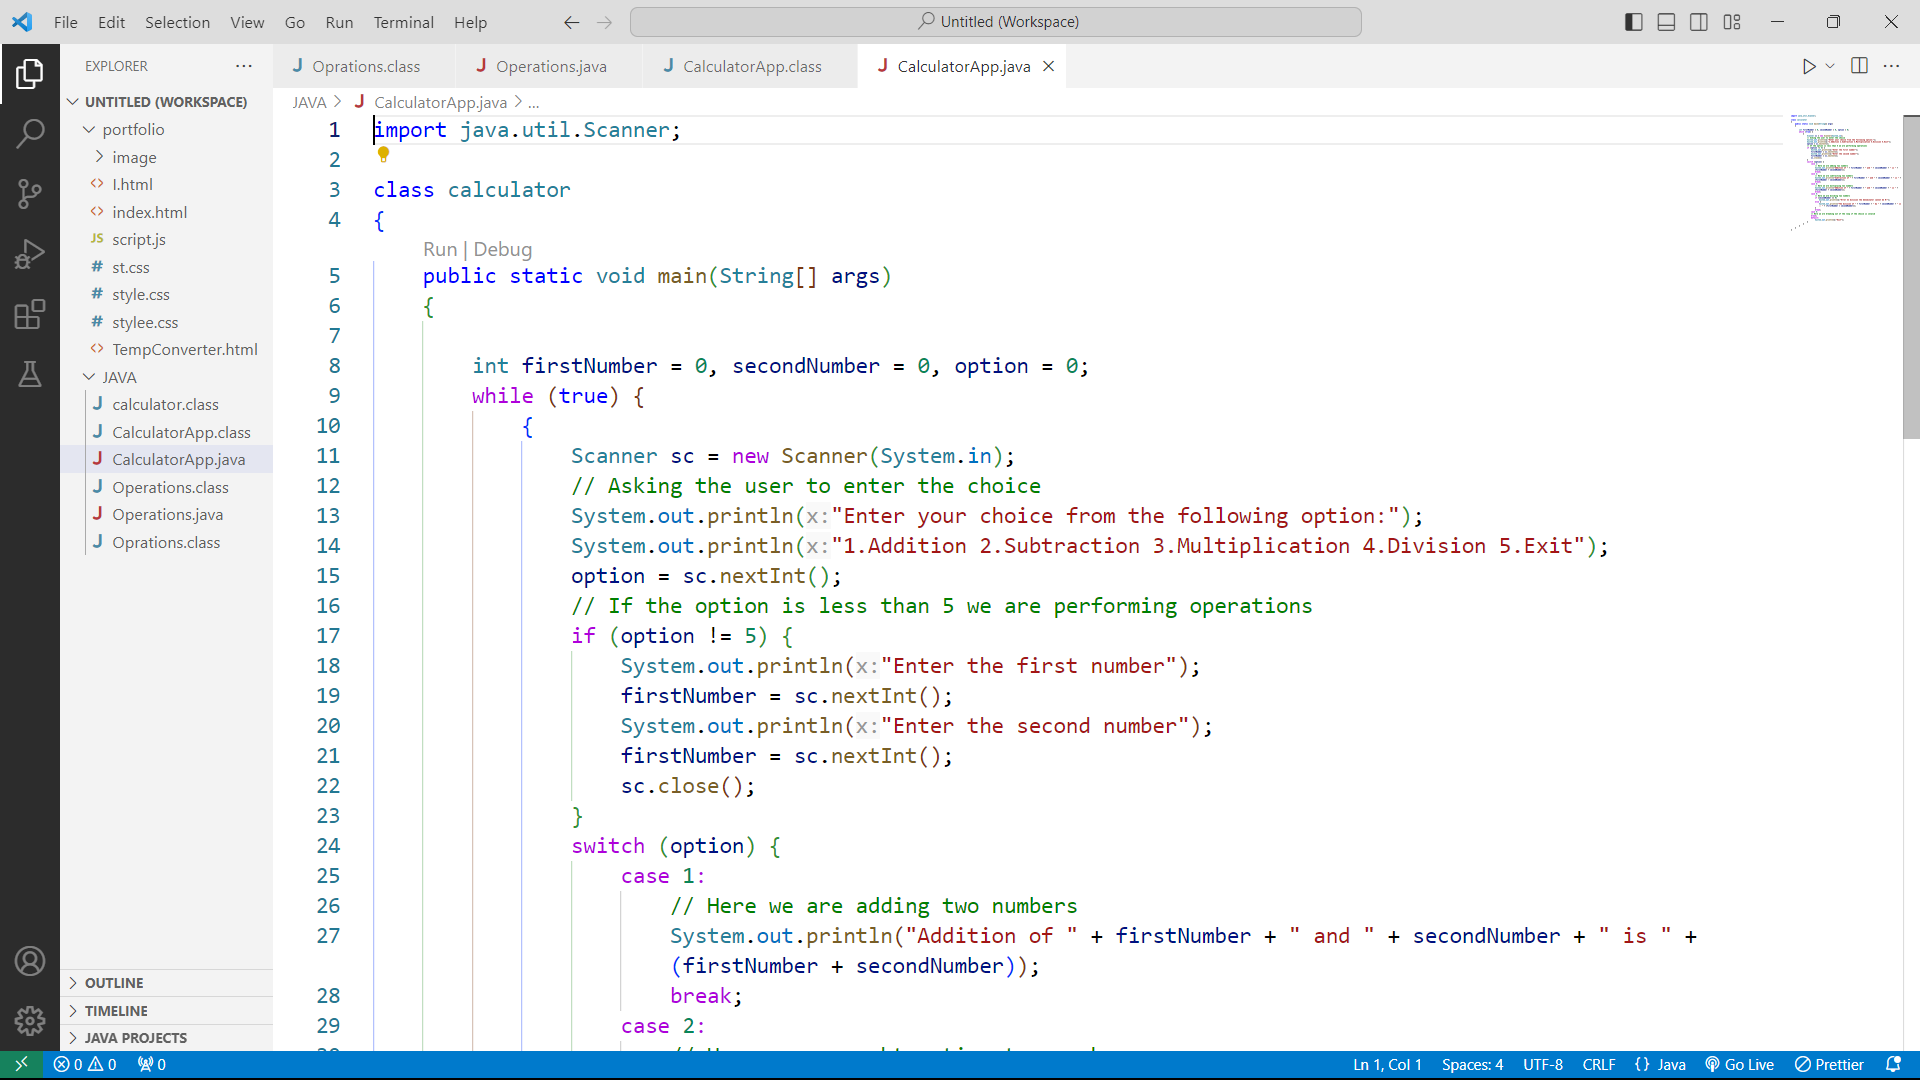 File Edit Selection View Go Run Terminal Help
Untitled (Workspace)
EXPLORER
UNTITLED (WORKSPACE)
portfolio
image
I.html
index.html
JS script.js
# st.css
# style.css
# stylee.css
TempConverter.html
JAVA
J calculator.class
J CalculatorApp.class
J CalculatorApp.java
J Operations.class
J Operations.java
J Oprations.class
OUTLINE
TIMELINE
JAVA PROJECTS
J Oprations.class J Operations.java J CalculatorApp.class J CalculatorApp.java
JAVA > J CalculatorApp.java > ...
1 import java.util.Scanner;
2
3 class calculator
4 {
Run | Debug
5 public static void main(String[] args)
6 {
7
8 int firstNumber = 0, secondNumber = 0, option = 0;
9 while (true) {
10 {
11 Scanner sc = new Scanner(System.in);
12 // Asking the user to enter the choice
13 System.out.println(x:"Enter your choice from the following option:");
14 System.out.println(x:"1.Addition 2.Subtraction 3.Multiplication 4.Division 5.Exit");
15 option = sc.nextInt();
16 // If the option is less than 5 we are performing operations
17 if (option != 5) {
18 System.out.println(x:"Enter the first number");
19 firstNumber = sc.nextInt();
20 System.out.println(x:"Enter the second number");
21 firstNumber = sc.nextInt();
22 sc.close();
23 }
24 switch (option) {
25 case 1:
26 // Here we are adding two numbers
27 System.out.println("Addition of " + firstNumber + " and " + secondNumber + " is " +
(firstNumber + secondNumber));
28 break;
29 case 2:
0 0 0 Ln 1, Col 1 Spaces: 4 UTF-8 CRLF {} Java Go Live Prettier